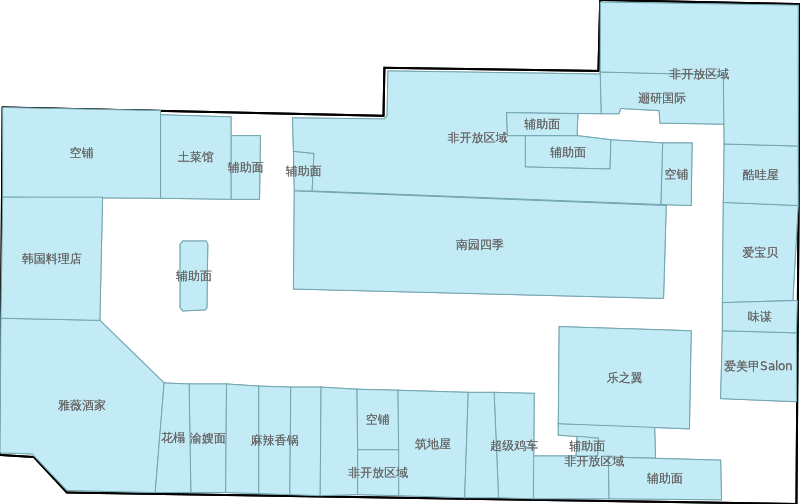 非开放区域
逦研国际
辅助面
非开放区域
辅助面
空铺
土菜馆
辅助面
辅助面
空铺
酷哇屋
南园四季
爱宝贝
韩国料理店
辅助面
味谋
爱美甲Salon
乐之翼
雅薇酒家
空铺
花榻
渝嫂面
麻辣香锅
筑地屋
超级鸡车
辅助面
非开放区域
非开放区域
辅助面